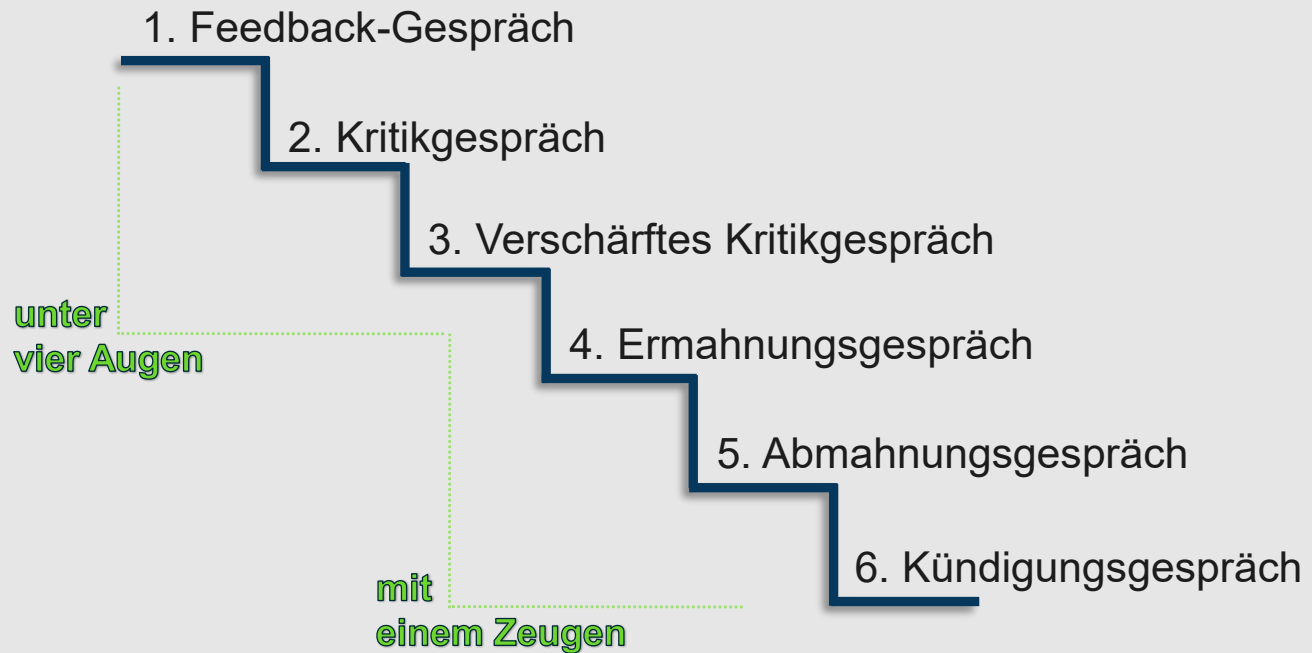 1. Feedback-Gespräch
2. Kritikgespräch
3. Verschärftes Kritikgespräch
unter
vier Augen
4. Ermahnungsgespräch
5. Abmahnungsgespräch
6. Kündigungsgespräch
mit
einem Zeugen